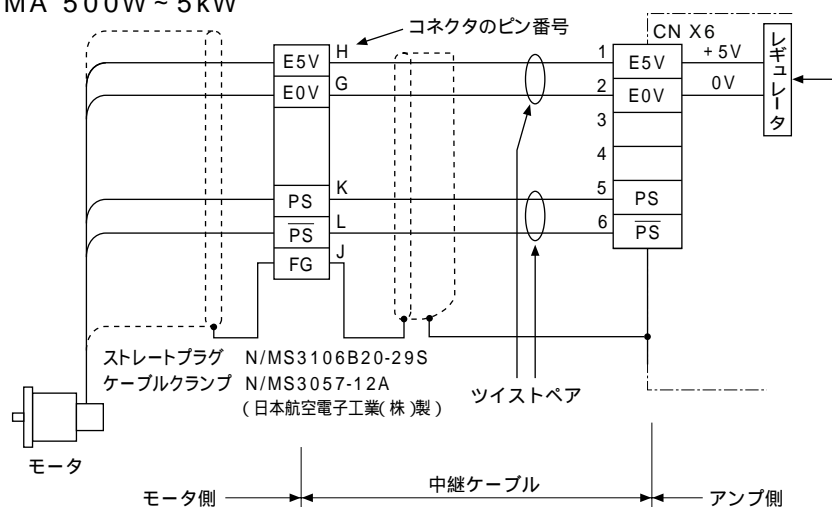 MA 500W~5kW
コネクタのピン番号
CN X6
E5V H 1 E5V +5V
E0V G 2 E0V 0V
レギュレータ
3
4
PS K 5 PS
P̅S̅ L 6 P̅S̅
FG J
ストレートプラグ N/MS3106B20-29S
ケーブルクランプ N/MS3057-12A
(日本航空電子工業(株)製)
ツイストペア
モータ
モータ側
中継ケーブル
アンプ側